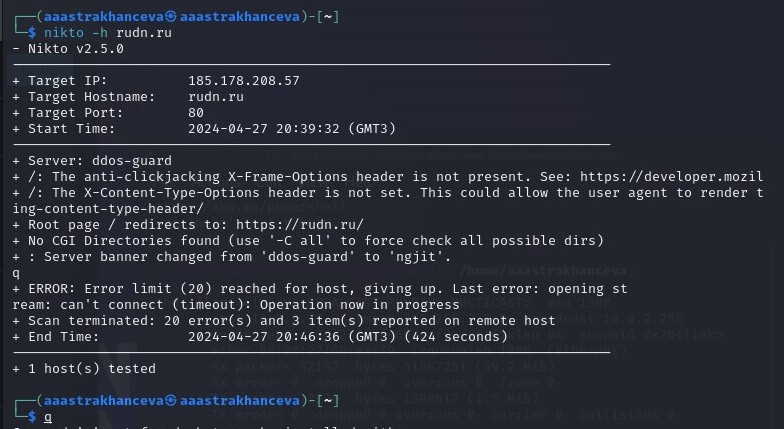 ┌──(aaastrakhanceva㉿aaastrakhanceva)-[~]
└─$ nikto -h rudn.ru
- Nikto v2.5.0
+ Target IP: 185.178.208.57
+ Target Hostname: rudn.ru
+ Target Port: 80
+ Start Time: 2024-04-27 20:39:32 (GMT3)
+ Server: ddos-guard
+ /: The anti-clickjacking X-Frame-Options header is not present. See: https://developer.mozil
+ /: The X-Content-Type-Options header is not set. This could allow the user agent to render t
ing-content-type-header/
+ Root page / redirects to: https://rudn.ru/
+ No CGI Directories found (use '-C all' to force check all possible dirs)
+ : Server banner changed from 'ddos-guard' to 'ngjit'.
q
+ ERROR: Error limit (20) reached for host, giving up. Last error: opening st
ream: can't connect (timeout): Operation now in progress
+ Scan terminated: 20 error(s) and 3 item(s) reported on remote host
+ End Time: 2024-04-27 20:46:36 (GMT3) (424 seconds)
+ 1 host(s) tested
┌──(aaastrakhanceva㉿aaastrakhanceva)-[~]
└─$ q